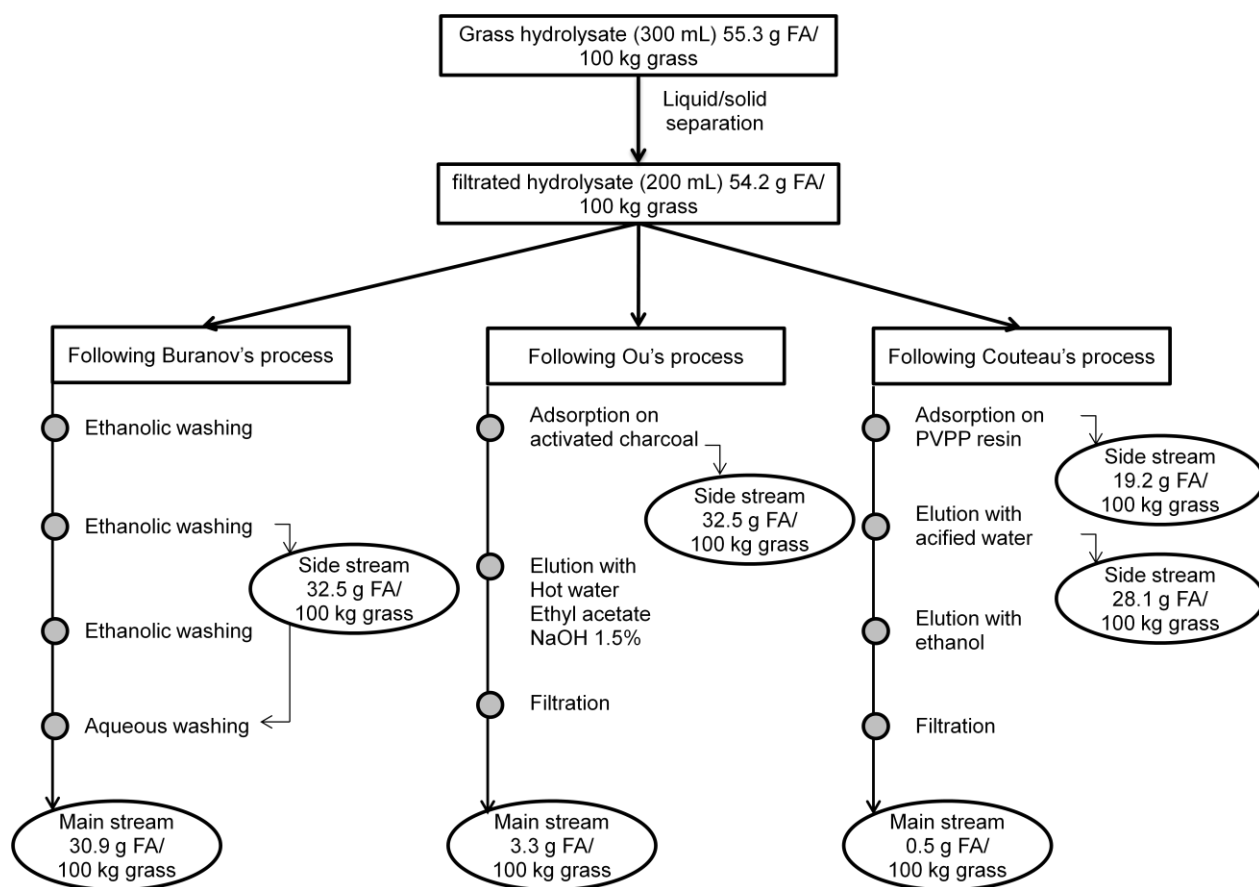 Grass hydrolysate (300 mL) 55.3 g FA/
100 kg grass
Liquid/solid
separation
filtrated hydrolysate (200 mL) 54.2 g FA/
100 kg grass
Following Buranov's process
Ethanolic washing
Ethanolic washing
Side stream
32.5 g FA/
100 kg grass
Ethanolic washing
Aqueous washing
Main stream
30.9 g FA/
100 kg grass
Following Ou's process
Adsorption on
activated charcoal
Side stream
32.5 g FA/
100 kg grass
Elution with
Hot water
Ethyl acetate
NaOH 1.5%
Filtration
Main stream
3.3 g FA/
100 kg grass
Following Couteau's process
Adsorption on
PVPP resin
Side stream
19.2 g FA/
100 kg grass
Elution with
acified water
Side stream
28.1 g FA/
100 kg grass
Elution with
ethanol
Filtration
Main stream
0.5 g FA/
100 kg grass